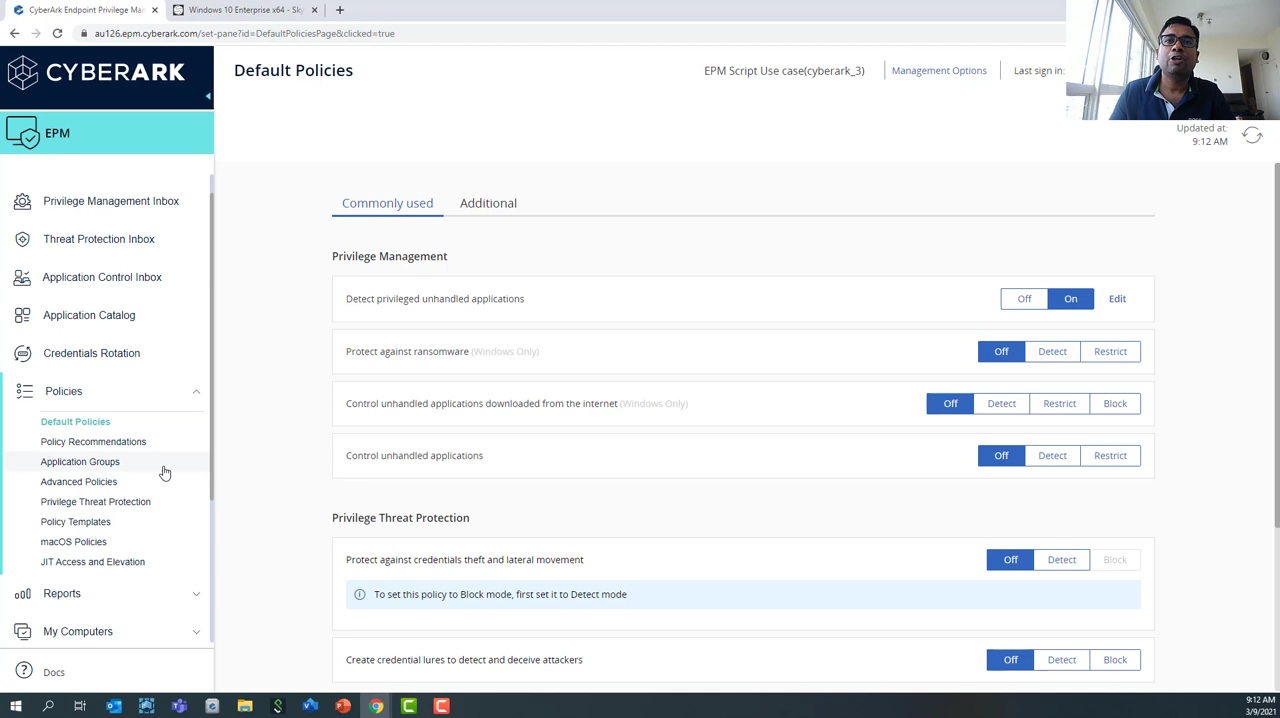 CyberArk Endpoint Privilege Mar
Windows 10 Enterprise x64 - Sk
au126.epm.cyberark.com/set-pane?id=DefaultPoliciesPage&clicked=true
CYBERARK
Default Policies
EPM Script Use case(cyberark_3)
Management Options
Last sign in:
EPM
Updated at:
9:12 AM
Privilege Management Inbox
Threat Protection Inbox
Application Control Inbox
Application Catalog
Credentials Rotation
Policies
Default Policies
Policy Recommendations
Application Groups
Advanced Policies
Privilege Threat Protection
Policy Templates
macOS Policies
JIT Access and Elevation
Reports
My Computers
Docs
Commonly used
Additional
Privilege Management
Detect privileged unhandled applications Off On Edit
Protect against ransomware (Windows Only) Off Detect Restrict
Control unhandled applications downloaded from the internet (Windows Only) Off Detect Restrict Block
Control unhandled applications Off Detect Restrict
Privilege Threat Protection
Protect against credentials theft and lateral movement Off Detect Block
To set this policy to Block mode, first set it to Detect mode
Create credential lures to detect and deceive attackers Off Detect Block
9:12 AM
3/9/2021